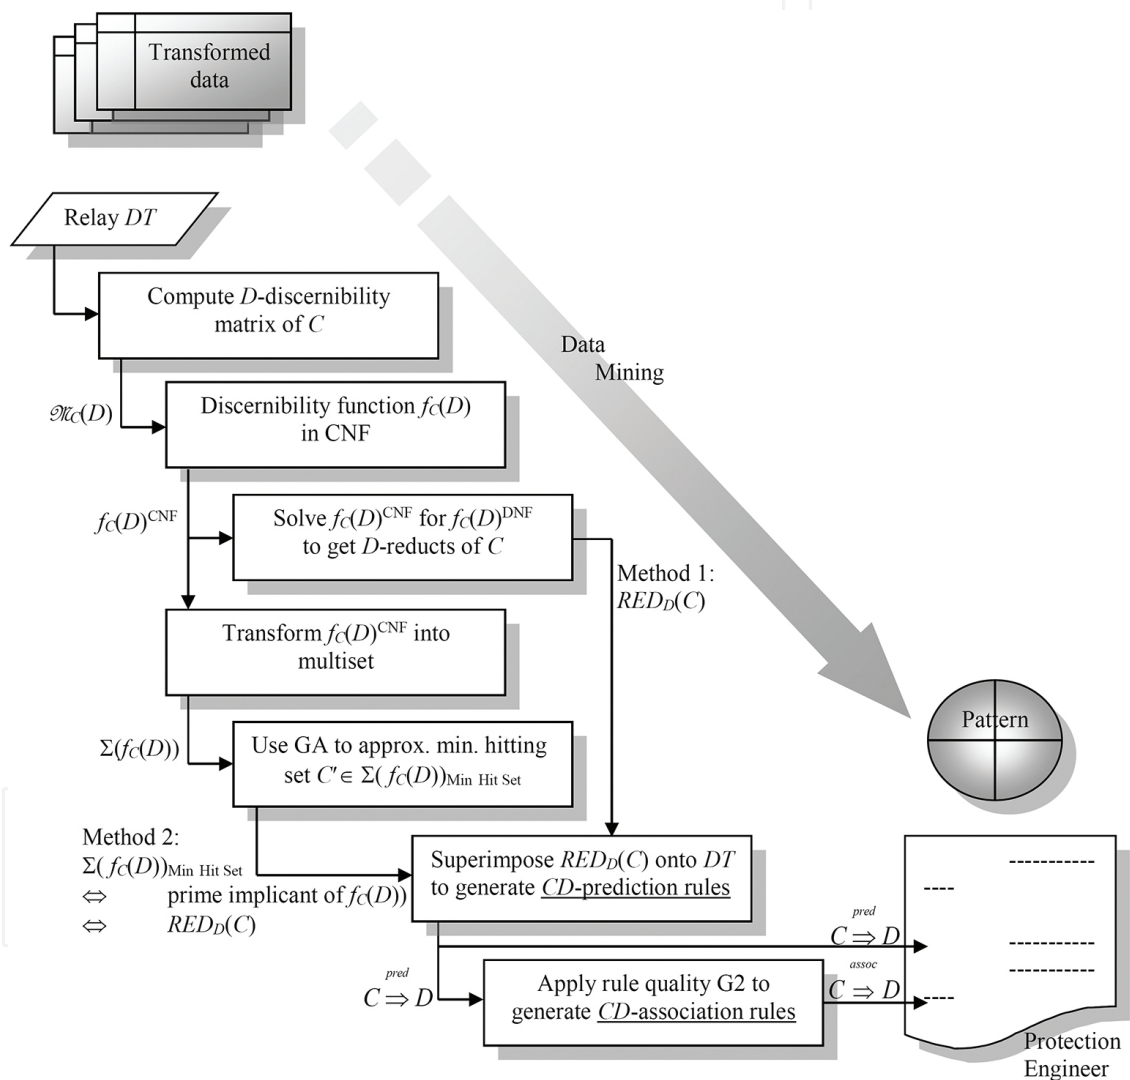 Transformed
data
Relay DT
Compute D-discernibility
matrix of C
Data
Mining
ℳC(D)
Discernibility function fC(D)
in CNF
fC(D)CNF
Solve fC(D)CNF for fC(D)DNF
to get D-reducts of C
Method 1:
REDD(C)
Transform fC(D)CNF into
multiset
Pattern
Σ(fC(D))
Use GA to approx. min. hitting
set C'∈ Σ( fC(D))Min Hit Set
Method 2:
Σ( fC(D))Min Hit Set
⇔ prime implicant of fC(D))
⇔ REDD(C)
Superimpose REDD(C) onto DT
to generate CD-prediction rules
pred
C ⇒ D
assoc
C ⇒ D
pred
C ⇒ D
Apply rule quality G2 to
generate CD-association rules
Protection
Engineer